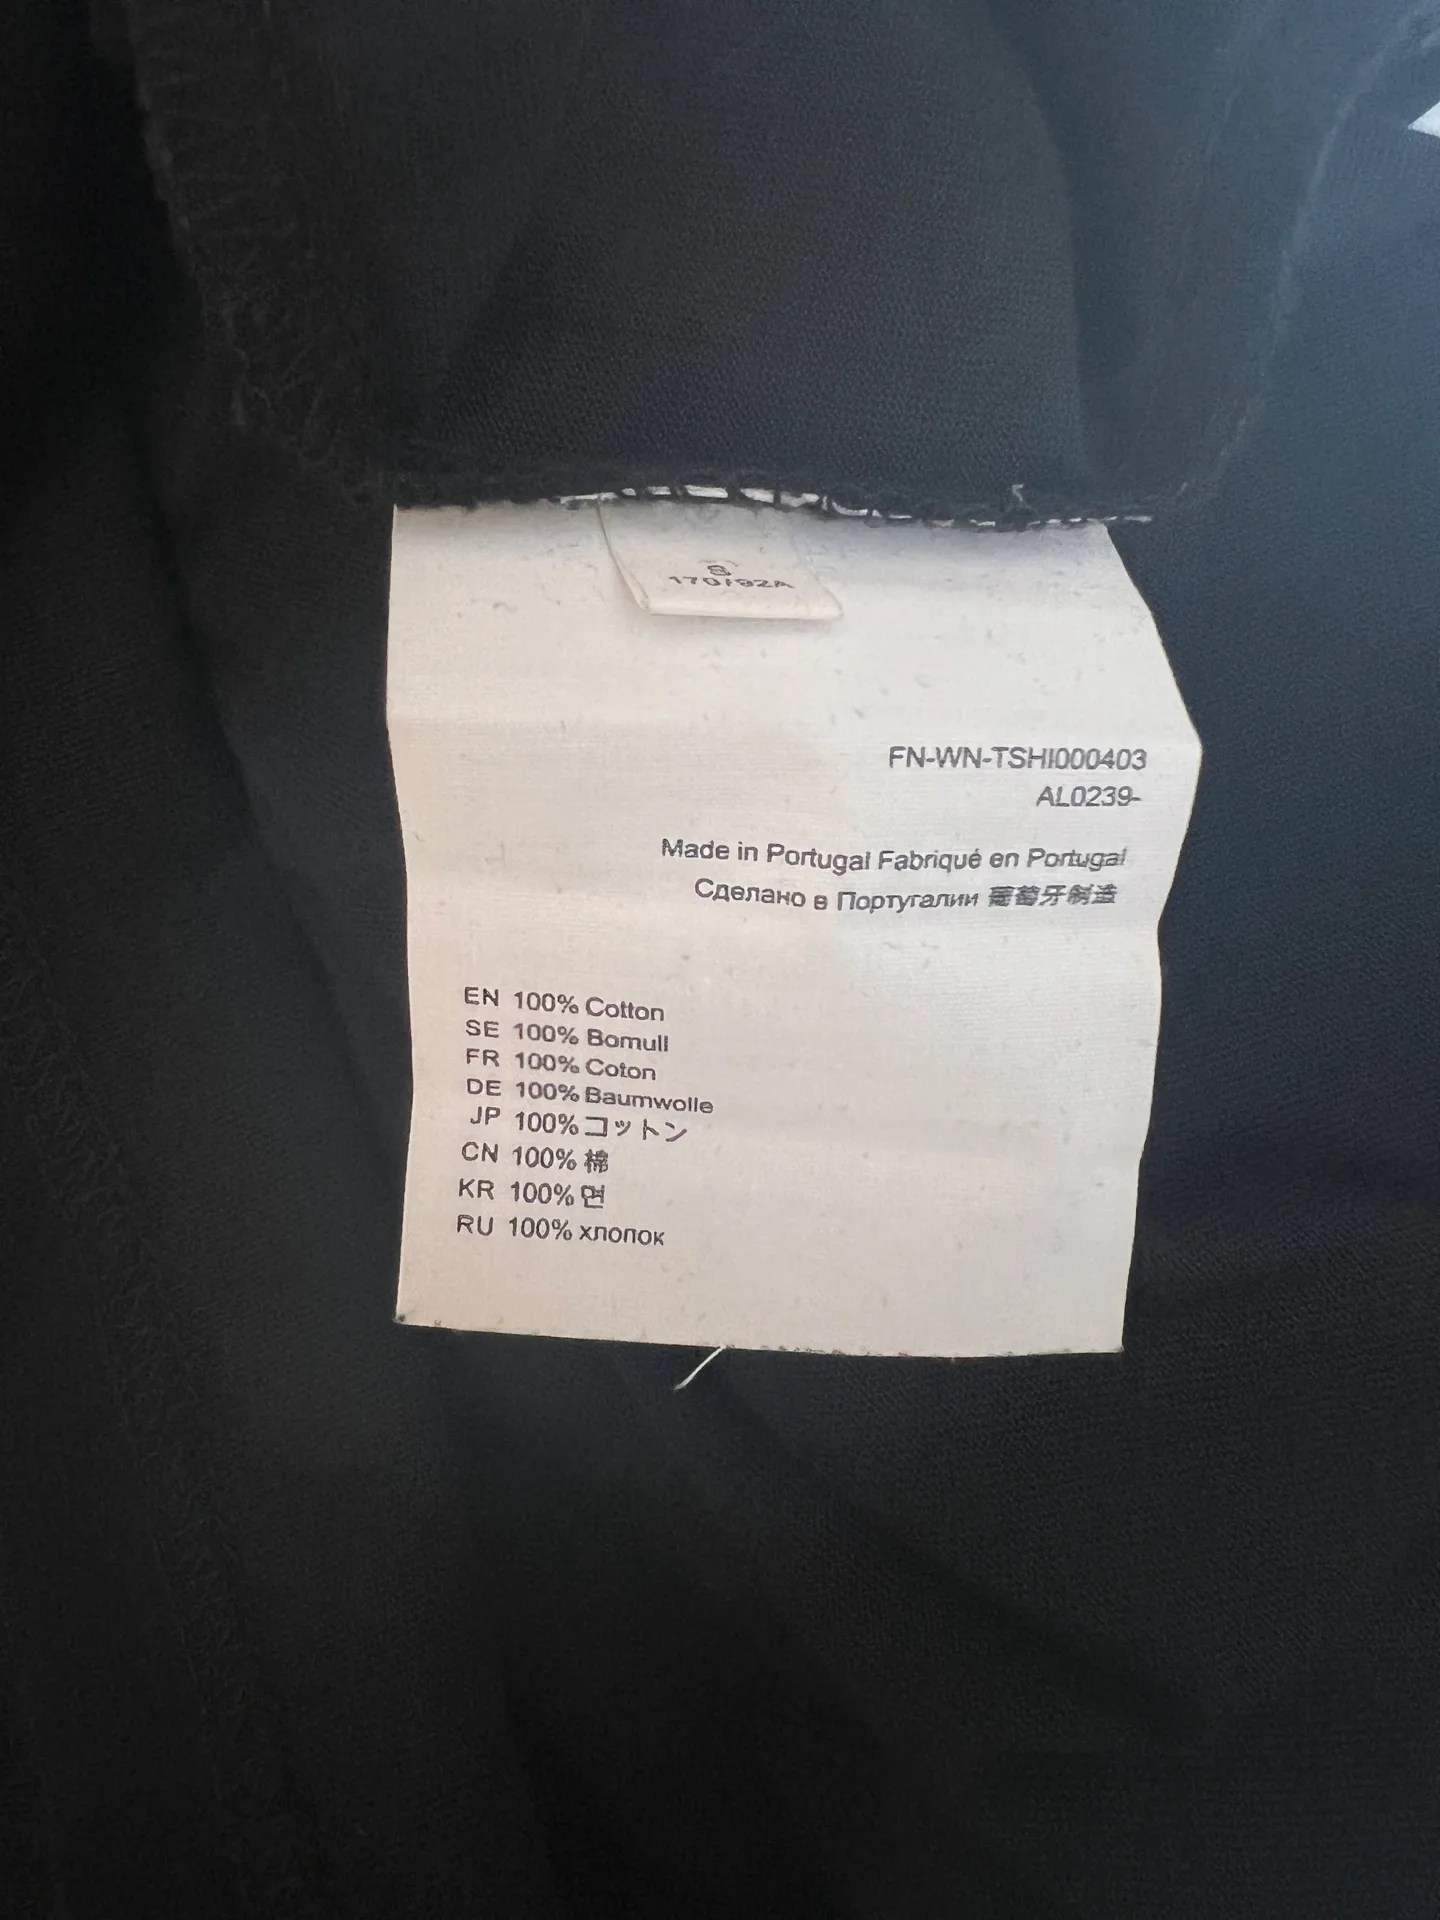 S
170/92A
FN-WN-TSHI000403
AL0239-
Made in Portugal Fabriqué en Portugal
Сделано в Португалии 葡萄牙制造
EN 100% Cotton
SE 100% Bomull
FR 100% Coton
DE 100% Baumwolle
JP 100% コットン
CN 100% 棉
KR 100% 면
RU 100% хлопок